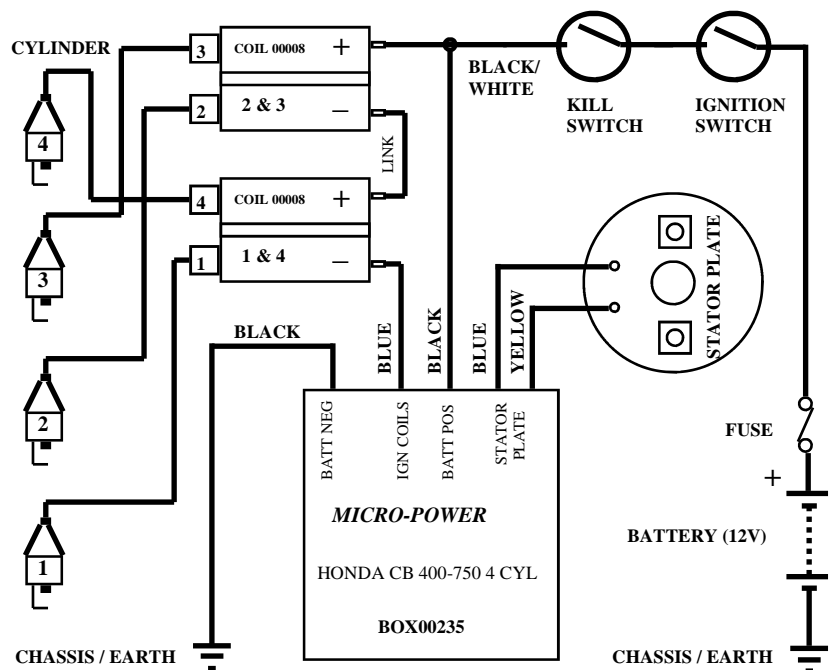 CYLINDER
3
COIL 00008
+
BLACK/
WHITE
KILL
SWITCH
IGNITION
SWITCH
2
2 & 3
–
LINK
4
4
COIL 00008
+
1
1 & 4
–
3
STATOR PLATE
BLACK
BLUE
BLACK
BLUE
YELLOW
2
BATT NEG
IGN COILS
BATT POS
STATOR
PLATE
FUSE
+
MICRO-POWER
BATTERY (12V)
1
HONDA CB 400-750 4 CYL
BOX00235
CHASSIS / EARTH
CHASSIS / EARTH